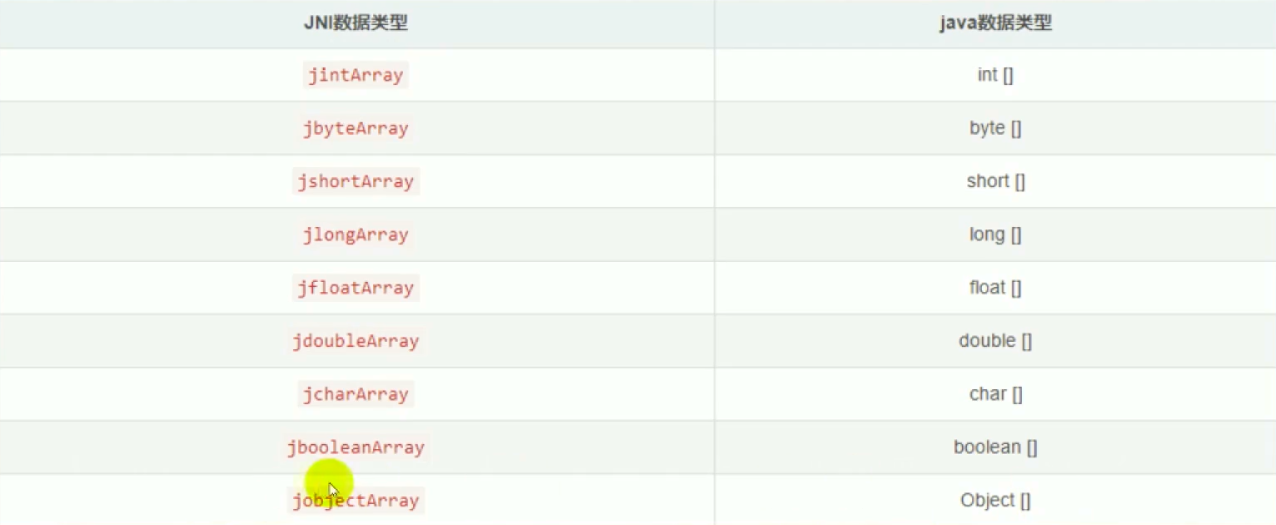 JNI数据类型 java数据类型
jintArray int []
jbyteArray byte []
jshortArray short []
jlongArray long []
jfloatArray float []
jdoubleArray double []
jcharArray char []
jbooleanArray boolean []
jobjectArray Object []